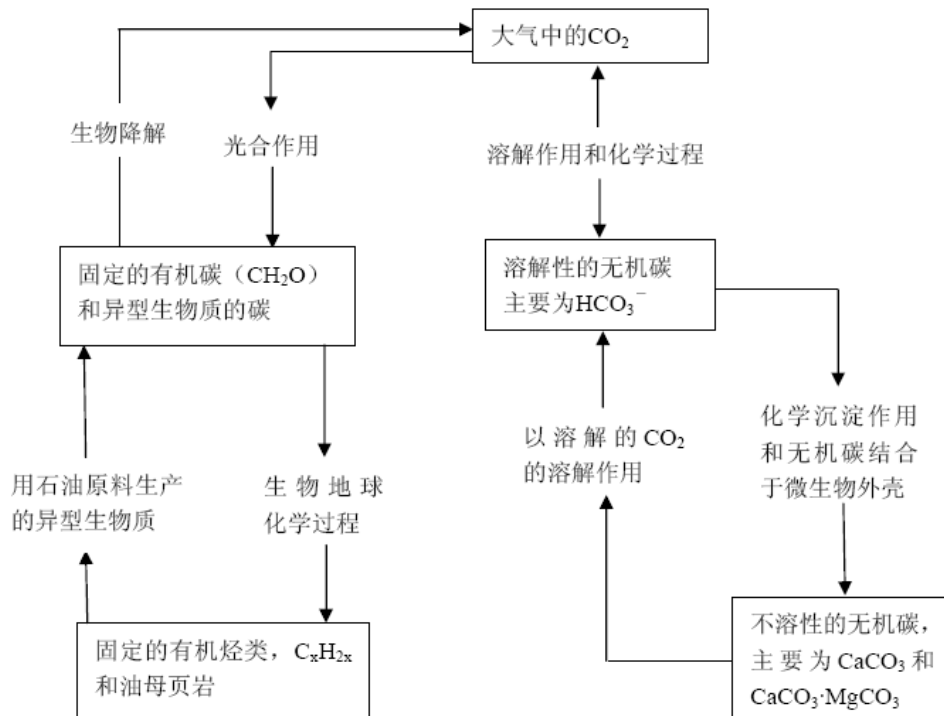 大气中的CO₂
生物降解
光合作用
溶解作用和化学过程
固定的有机碳（CH₂O）
和异型生物质的碳
溶解性的无机碳
主要为HCO₃⁻
用石油原料生产
的异型生物质
生物地球
化学过程
以溶解的CO₂
的溶解作用
化学沉淀作用
和无机碳结合
于微生物外壳
固定的有机烃类，CₓH₂ₓ
和油母页岩
不溶性的无机碳，
主要为CaCO₃和
CaCO₃·MgCO₃